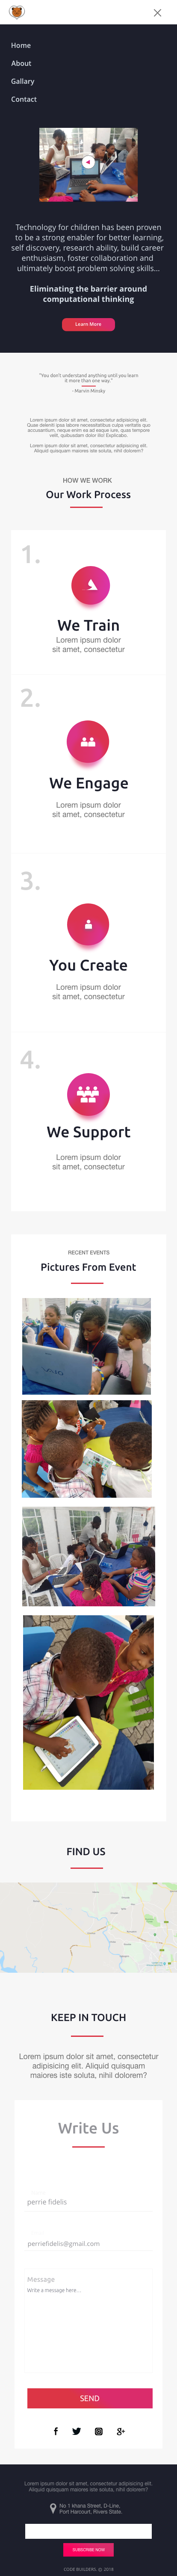 Home
About
Gallary
Contact
Technology for children has been proven
to be a strong enabler for better learning,
self discovery, research ability, build career
enthusiasm, foster collaboration and
ultimately boost problem solving skills...
Eliminating the barrier around
computational thinking
Learn More
"You don't understand anything until you learn
it more than one way."
- Marvin Minsky
Lorem ipsum dolor sit amet, consectetur adipisicing elit.
Quae deleniti ipsa labore necessitatibus culpa veritatis que
accusantium, neque enim ea ad eaque iure, quas tempore
velit, quibusdam dolor illo! Explicabo.
Lorem ipsum dolor sit amet, consectetur adipisicing elit.
Aliquid quisquam maiores iste soluta, nihil dolorem?
HOW WE WORK
Our Work Process
1.
We Train
Lorem ipsum dolor
sit amet, consectetur
2.
We Engage
Lorem ipsum dolor
sit amet, consectetur
3.
You Create
Lorem ipsum dolor
sit amet, consectetur
4.
We Support
Lorem ipsum dolor
sit amet, consectetur
RECENT EVENTS
Pictures From Event
FIND US
KEEP IN TOUCH
Lorem ipsum dolor sit amet, consectetur
adipisicing elit. Aliquid quisquam
maiores iste soluta, nihil dolorem?
Write Us
perrie fidelis
perriefidelis@gmail.com
Message
Write a message here...
SEND
Lorem ipsum dolor sit amet, consectetur adipisicing elit.
Aliquid quisquam maiores iste soluta, nihil dolorem?
No 1 khana Street, D-Line,
Port Harcourt, Rivers State.
SUBSCRIBE NOW
CODE BUILDERS. @ 2018